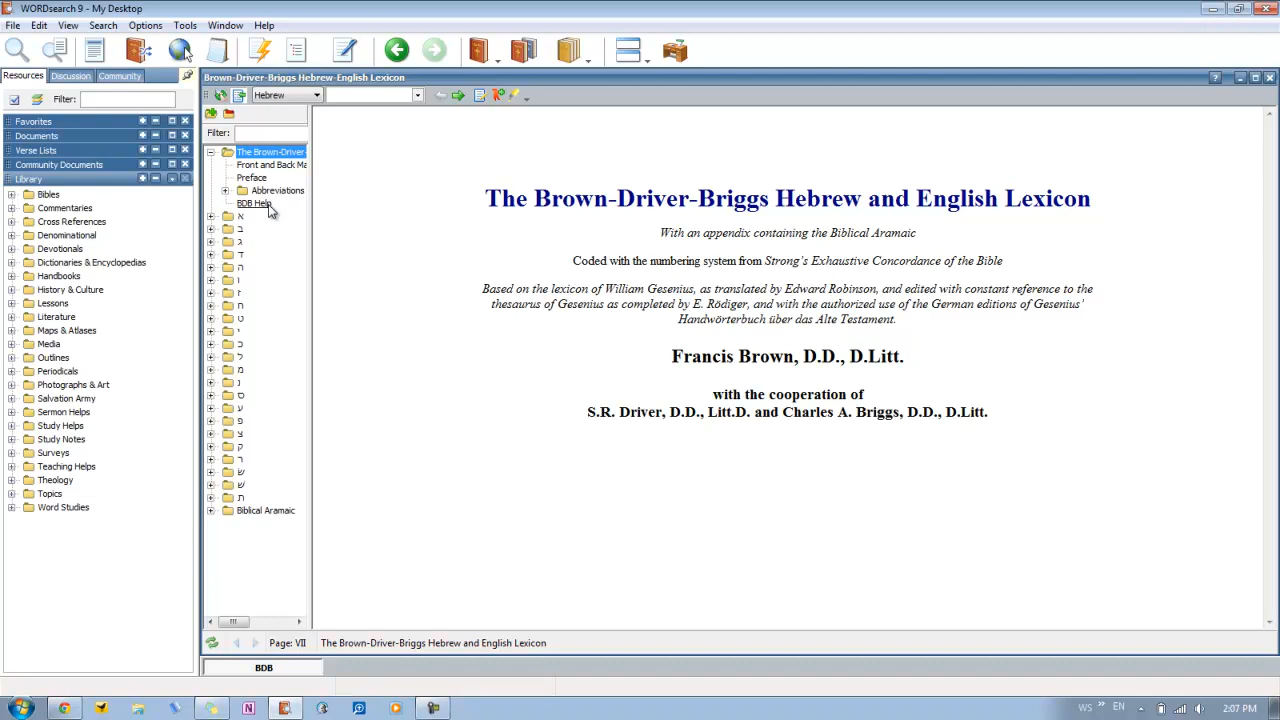 WORDsearch 9 - My Desktop
File Edit View Search Options Tools Window Help
Resources Discussion Community
Filter:
Favorites
Documents
Verse Lists
Community Documents
Library
Bibles
Commentaries
Cross References
Denominational
Devotionals
Dictionaries & Encyclopedias
Handbooks
History & Culture
Lessons
Literature
Maps & Atlases
Media
Outlines
Periodicals
Photographs & Art
Salvation Army
Sermon Helps
Study Helps
Study Notes
Surveys
Teaching Helps
Theology
Topics
Word Studies
Brown-Driver-Briggs Hebrew-English Lexicon
Hebrew
Filter:
The Brown-Driver-
Front and Back Ma
Preface
Abbreviations
BDB Help
א
ב
ג
ד
ה
ו
ז
ח
ט
י
כ
ל
מ
נ
ס
ע
פ
צ
ק
ר
שׂ
שׁ
ת
Biblical Aramaic
The Brown-Driver-Briggs Hebrew and English Lexicon
With an appendix containing the Biblical Aramaic
Coded with the numbering system from Strong's Exhaustive Concordance of the Bible
Based on the lexicon of William Gesenius, as translated by Edward Robinson, and edited with constant reference to the
thesaurus of Gesenius as completed by E. Rödiger, and with the authorized use of the German editions of Gesenius'
Handwörterbuch über das Alte Testament.
Francis Brown, D.D., D.Litt.
with the cooperation of
S.R. Driver, D.D., Litt.D. and Charles A. Briggs, D.D., D.Litt.
Page: VII The Brown-Driver-Briggs Hebrew and English Lexicon
BDB
WS » EN 2:07 PM